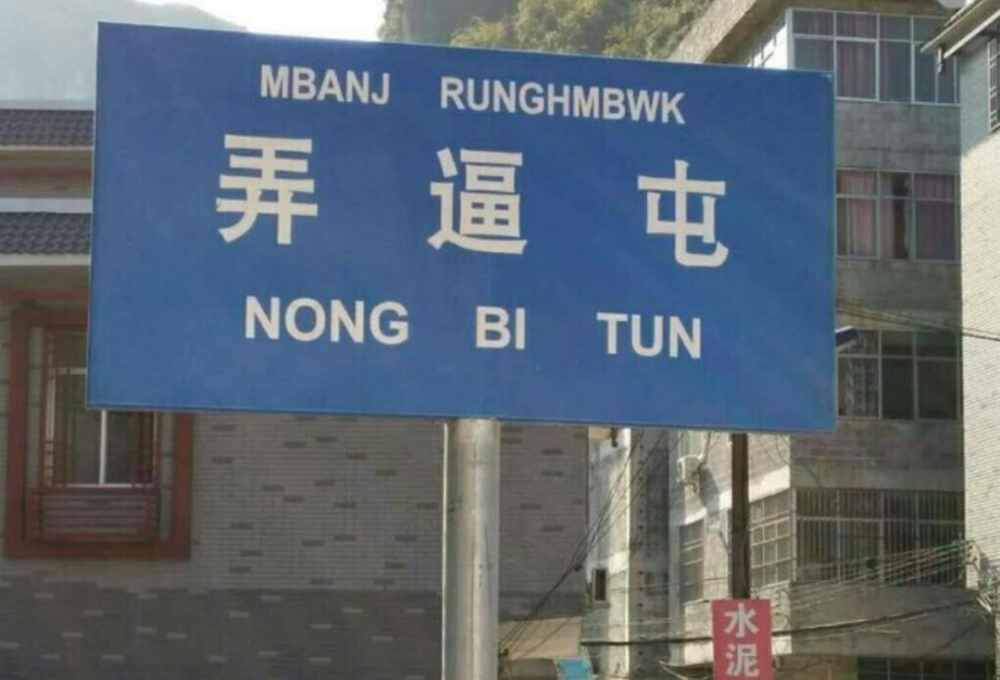 MBANJ RUNGHMBWK
弄逼屯
NONG BI TUN
水泥